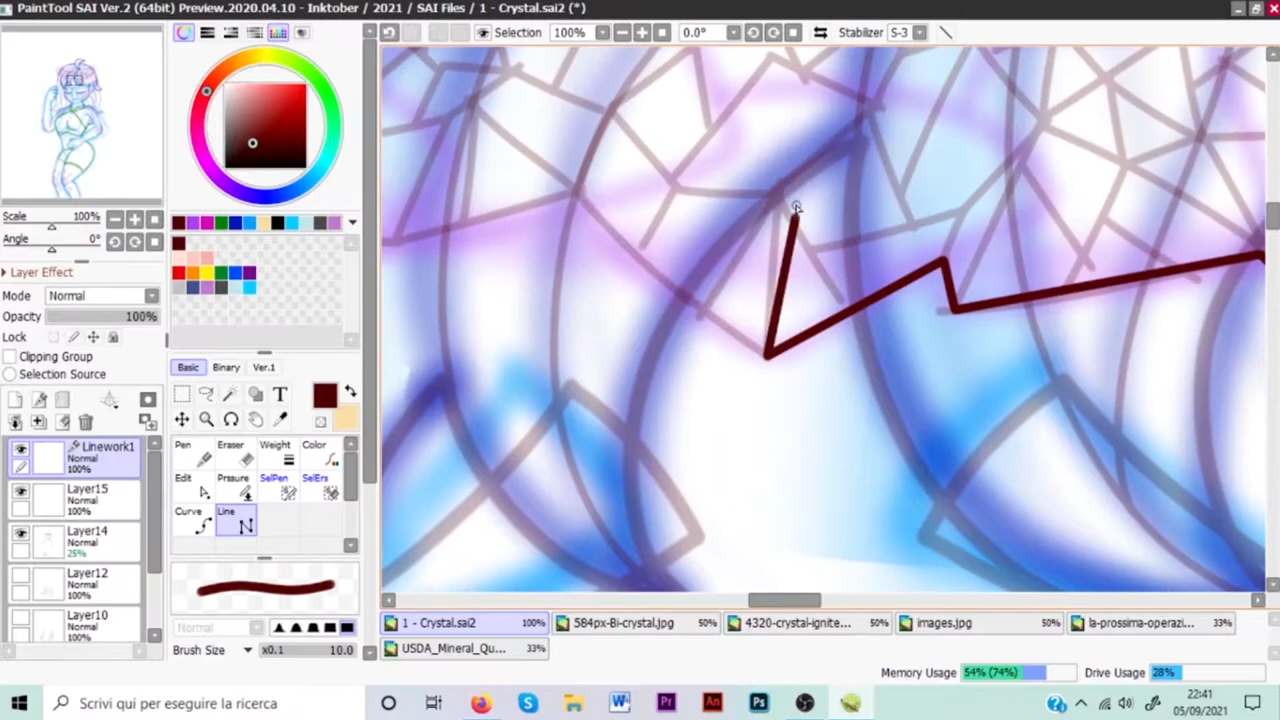 PaintTool SAI Ver.2 (64bit) Preview.2020.04.10 - Inktober / 2021 / SAI Files / 1 - Crystal.sai2 (*)
Selection 100% 0.0° Stabilizer S-3
Scale 100%
Angle 0°
Layer Effect
Mode Normal
Opacity 100%
Lock
Clipping Group
Selection Source
Linework1
Normal
100%
Layer15
Normal
100%
Layer14
Normal
25%
Layer12
Normal
100%
Layer10
Normal
100%
Basic Binary Ver.1
T
Pen Eraser Weight Color
Edit Prssure SelPen SelErs
Curve Line
Normal
Brush Size x0.1 10.0
1 - Crystal.sai2 100% 584px-Bi-crystal.jpg 50% 4320-crystal-ignite... 50% images.jpg 50% la-prossima-operazi... 33%
USDA_Mineral_Qu... 33%
Memory Usage 54% (74%) Drive Usage 28%
Scrivi qui per eseguire la ricerca
W Pr An Ps
22:41
05/09/2021